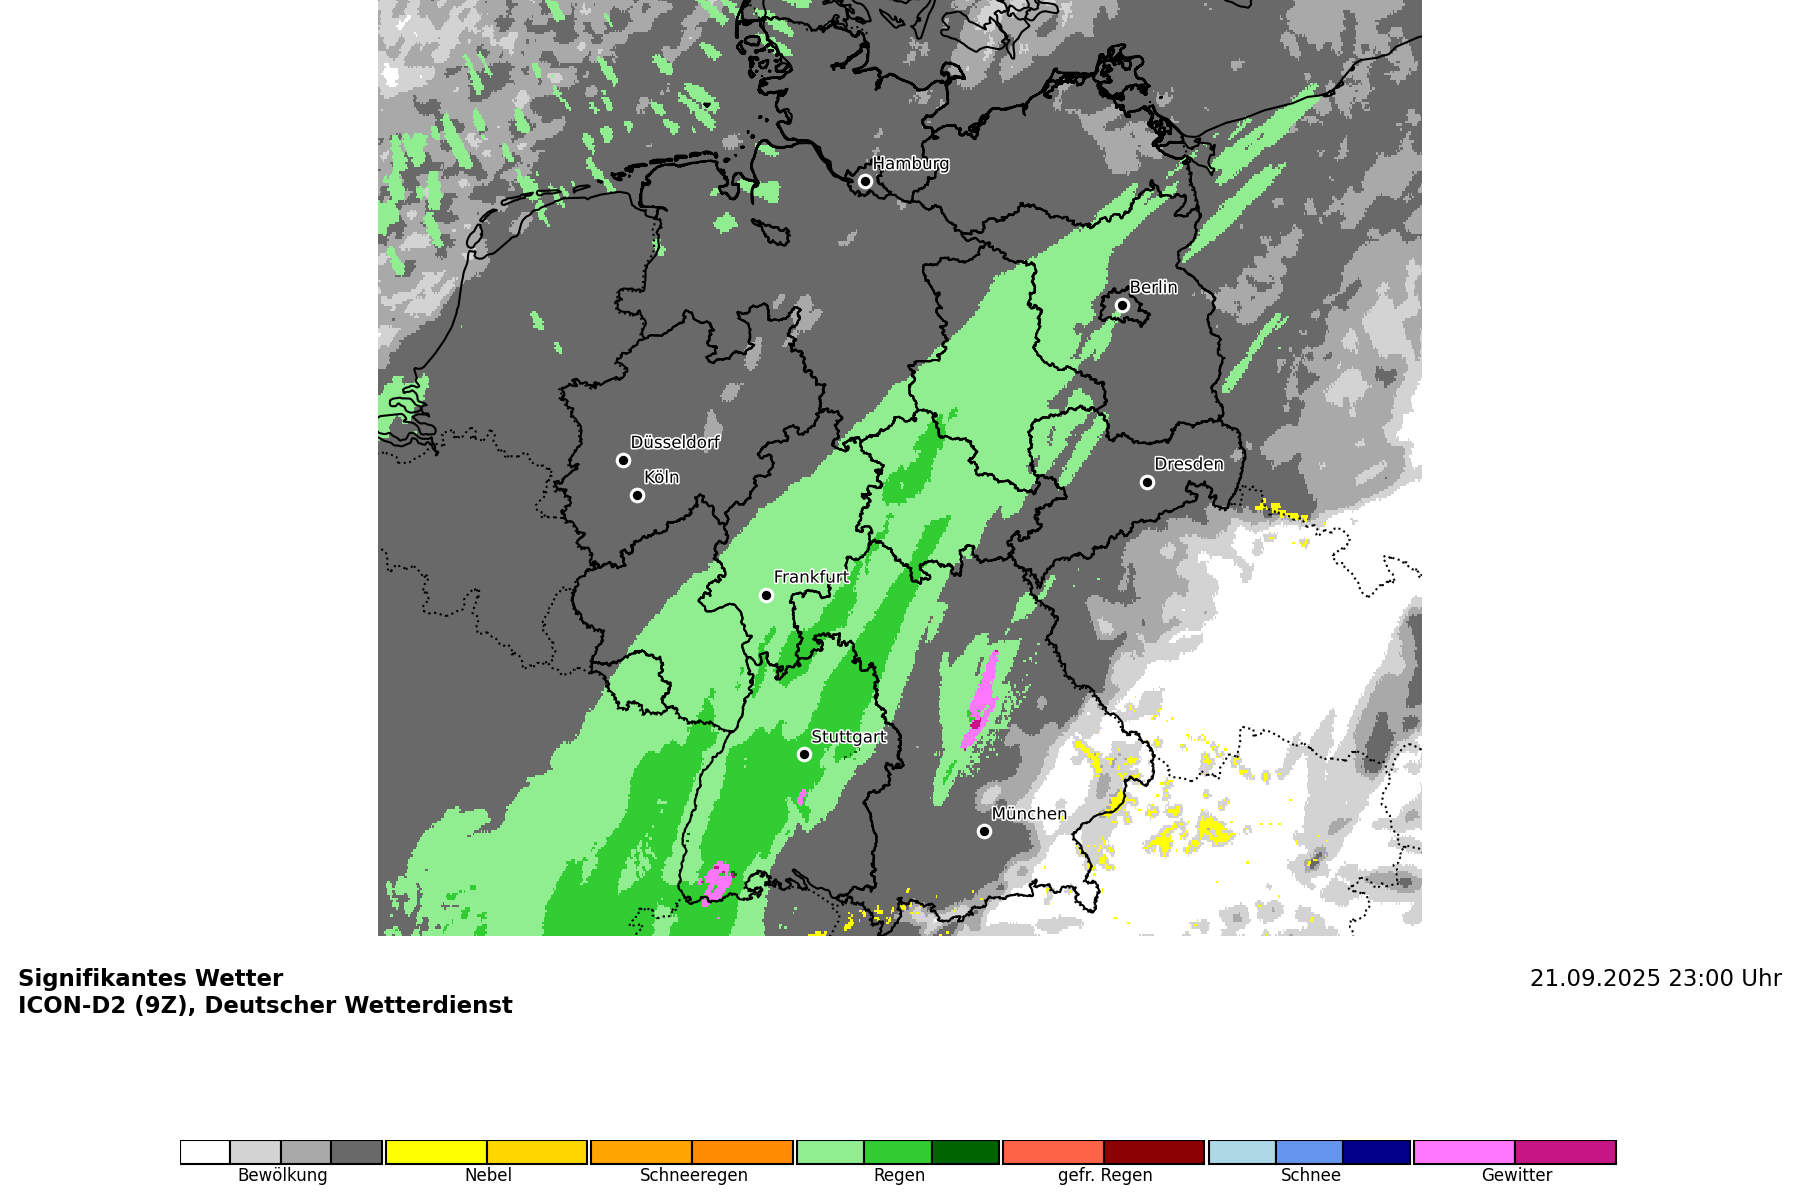 Hamburg
Berlin
Düsseldorf
Köln
Dresden
Frankfurt
Stuttgart
München
Signifikantes Wetter
21.09.2025 23:00 Uhr
ICON-D2 (9Z), Deutscher Wetterdienst
Bewölkung
Nebel
Schneeregen
Regen
gefr. Regen
Schnee
Gewitter